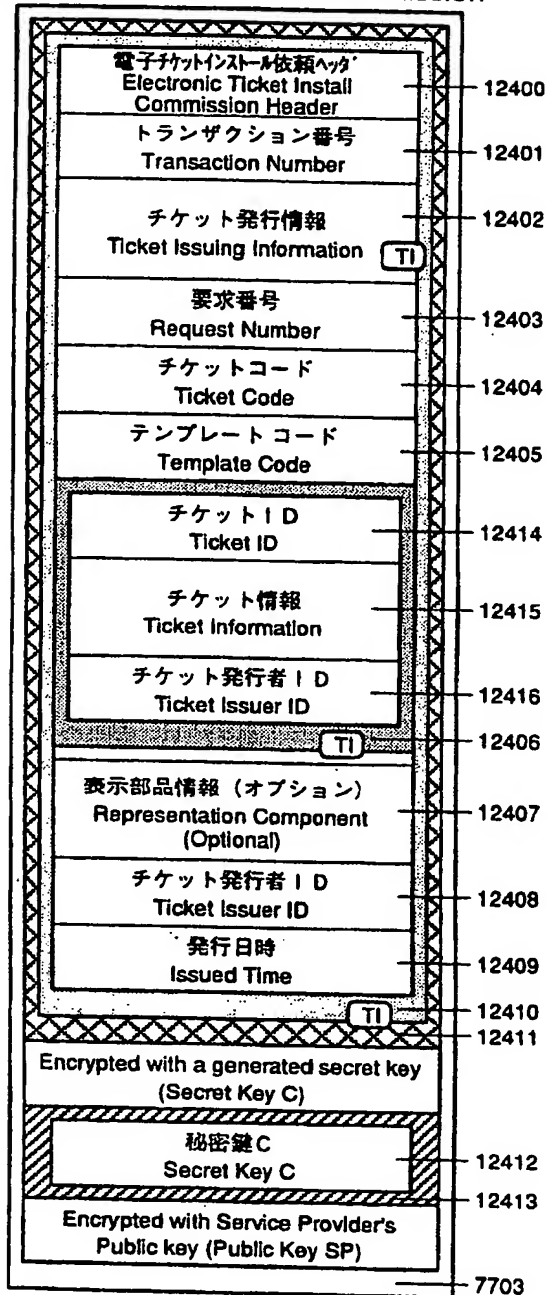 電子チケットインストール依頼ヘッダ
Electronic Ticket Install
Commission Header
12400
トランザクション番号
Transaction Number
12401
チケット発行情報
Ticket Issuing Information
TI
12402
要求番号
Request Number
12403
チケットコード
Ticket Code
12404
テンプレートコード
Template Code
12405
チケットID
Ticket ID
12414
チケット情報
Ticket Information
12415
チケット発行者ID
Ticket Issuer ID
12416
TI
12406
表示部品情報(オプション)
Representation Component
(Optional)
12407
チケット発行者ID
Ticket Issuer ID
12408
発行日時
Issued Time
12409
TI
12410
12411
Encrypted with a generated secret key
(Secret Key C)
秘密鍵C
Secret Key C
12412
12413
Encrypted with Service Provider's
Public key (Public Key SP)
7703